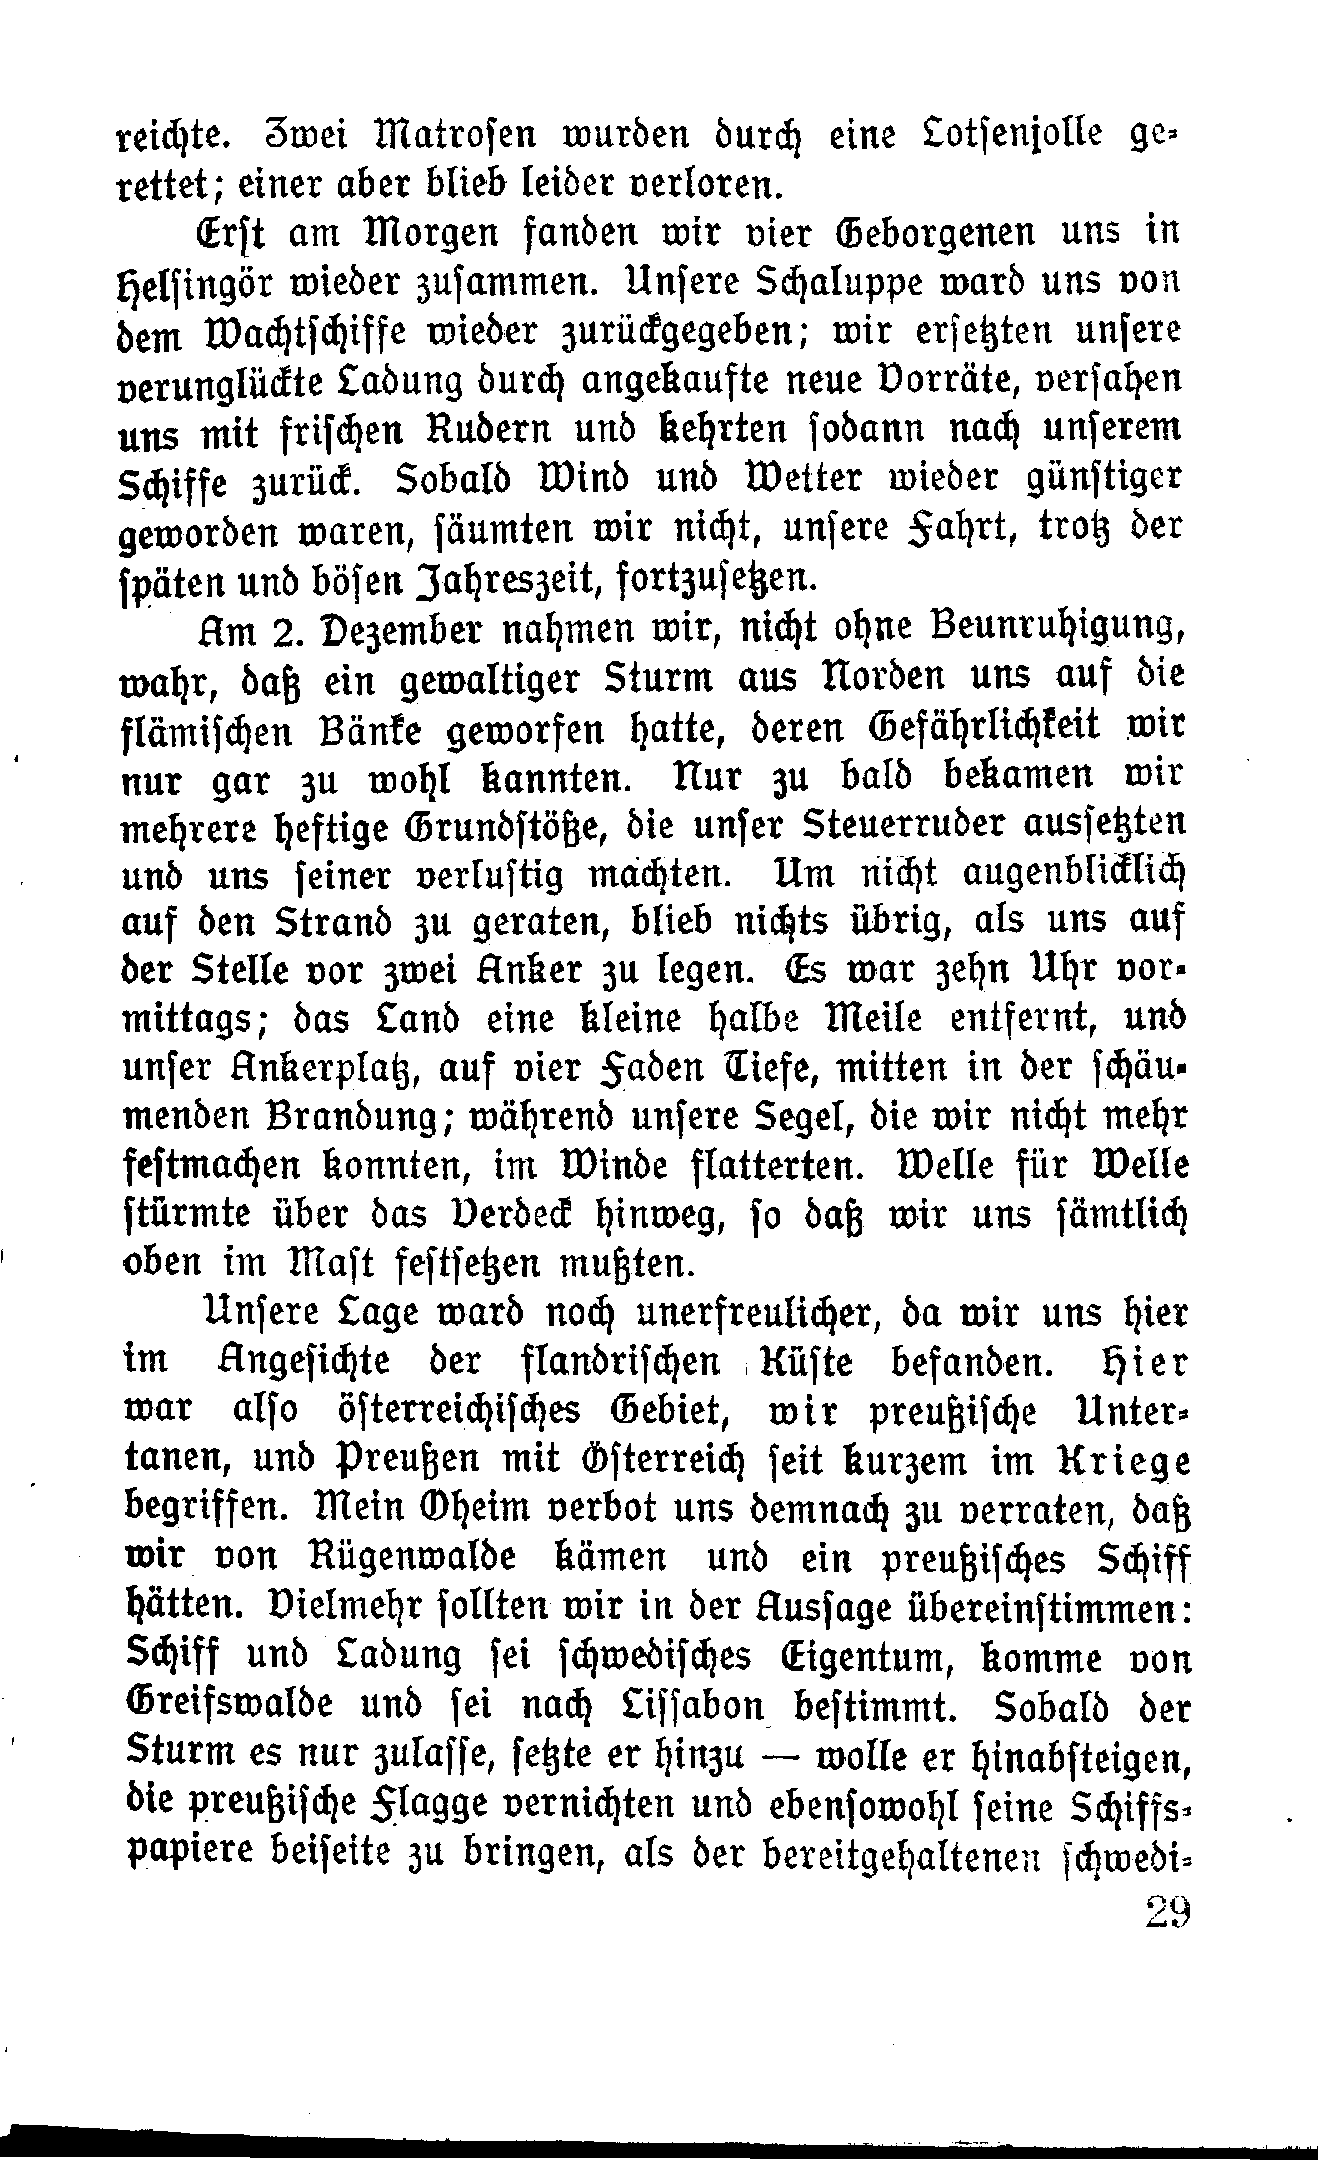 reichte. Zwei Matrosen wurden durch eine Lotsenjolle ge-
rettet; einer aber blieb leider verloren.
Erst am Morgen fanden wir vier Geborgenen uns in
Helsingör wieder zusammen. Unsere Schaluppe ward uns von
dem Wachtschiffe wieder zurückgegeben; wir ersetzten unsere
verunglückte Ladung durch angekaufte neue Vorräte, versahen
uns mit frischen Rudern und kehrten sodann nach unserem
Schiffe zurück. Sobald Wind und Wetter wieder günstiger
geworden waren, säumten wir nicht, unsere Fahrt, trotz der
späten und bösen Jahreszeit, fortzusetzen.
Am 2. Dezember nahmen wir, nicht ohne Beunruhigung,
wahr, daß ein gewaltiger Sturm aus Norden uns auf die
flämischen Bänke geworfen hatte, deren Gefährlichkeit wir
nur gar zu wohl kannten. Nur zu bald bekamen wir
mehrere heftige Grundstöße, die unser Steuerruder aussetzten
und uns seiner verlustig machten. Um nicht augenblicklich
auf den Strand zu geraten, blieb nichts übrig, als uns auf
der Stelle vor zwei Anker zu legen. Es war zehn Uhr vor-
mittags; das Land eine kleine halbe Meile entfernt, und
unser Ankerplatz, auf vier Faden Tiefe, mitten in der schäu-
menden Brandung; während unsere Segel, die wir nicht mehr
festmachen konnten, im Winde flatterten. Welle für Welle
stürmte über das Verdeck hinweg, so daß wir uns sämtlich
oben im Mast festsetzen mußten.
Unsere Lage ward noch unerfreulicher, da wir uns hier
im Angesichte der flandrischen Küste befanden. Hier
war also österreichisches Gebiet, wir preußische Unter-
tanen, und Preußen mit Österreich seit kurzem im Kriege
begriffen. Mein Oheim verbot uns demnach zu verraten, daß
wir von Rügenwalde kämen und ein preußisches Schiff
hätten. Vielmehr sollten wir in der Aussage übereinstimmen:
Schiff und Ladung sei schwedisches Eigentum, komme von
Greifswalde und sei nach Lissabon bestimmt. Sobald der
Sturm es nur zulasse, setzte er hinzu — wolle er hinabsteigen,
die preußische Flagge vernichten und ebensowohl seine Schiffs-
papiere beiseite zu bringen, als der bereitgehaltenen schwedi-
29